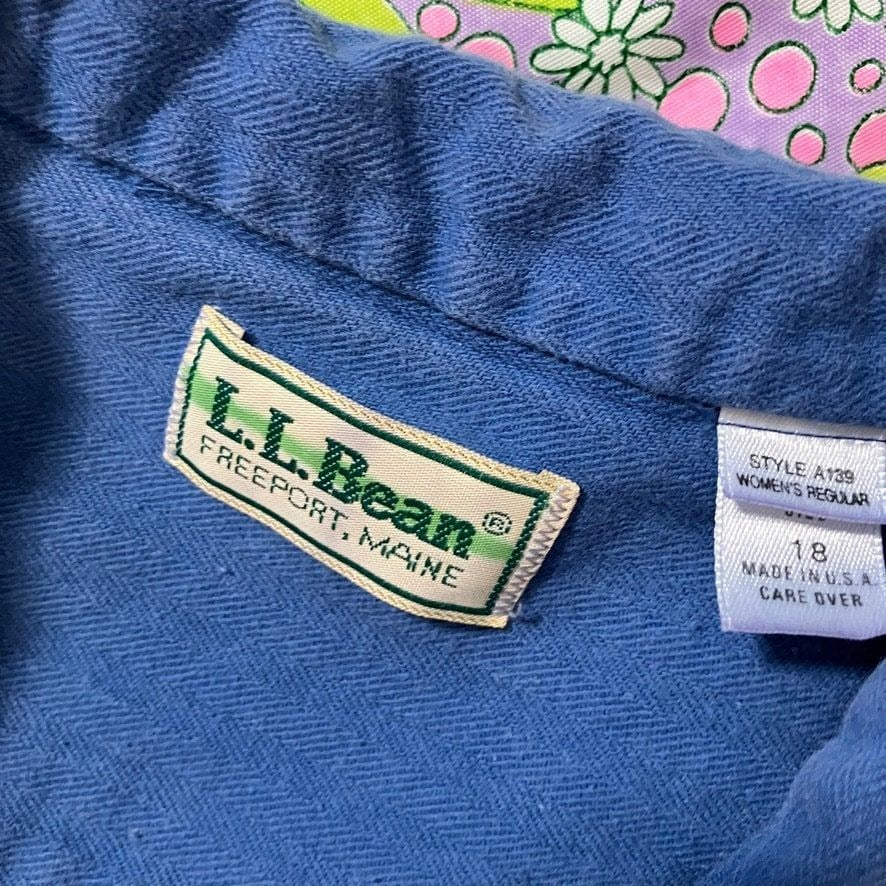 L.L.Bean®
FREEPORT, MAINE
STYLE A139
WOMEN'S REGULAR
18
MADE IN U.S.A.
CARE OVER